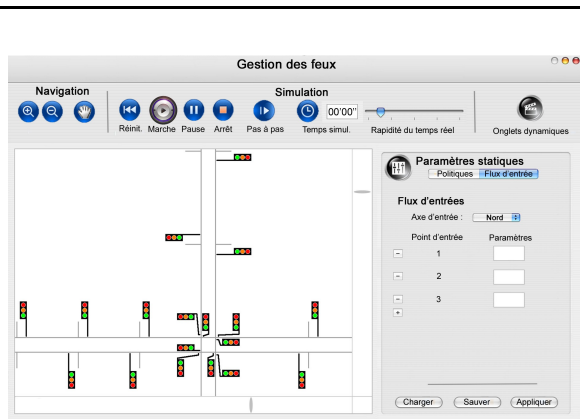 Gestion des feux
Navigation
Simulation
00'00"
Réinit. Marche Pause Arrêt Pas à pas Temps simul. Rapidité du temps réel Onglets dynamiques
Paramètres statiques
Politiques Flux d'entrée
Flux d'entrées
Axe d'entrée : Nord
Point d'entrée Paramètres
- 1
- 2
- 3
+
Charger Sauver Appliquer